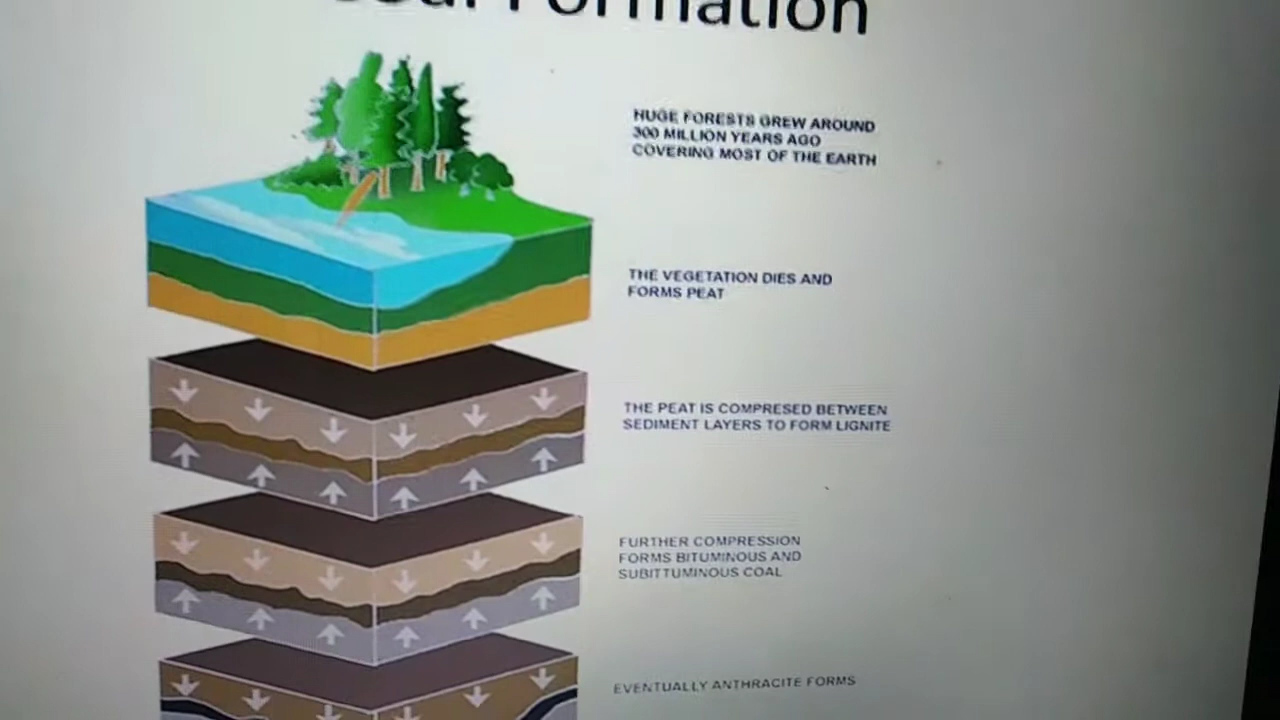 Formation
HUGE FORESTS GREW AROUND
300 MILLION YEARS AGO
COVERING MOST OF THE EARTH
THE VEGETATION DIES AND
FORMS PEAT
THE PEAT IS COMPRESED BETWEEN
SEDIMENT LAYERS TO FORM LIGNITE
FURTHER COMPRESSION
FORMS BITUMINOUS AND
SUBITTUMINOUS COAL
EVENTUALLY ANTHRACITE FORMS